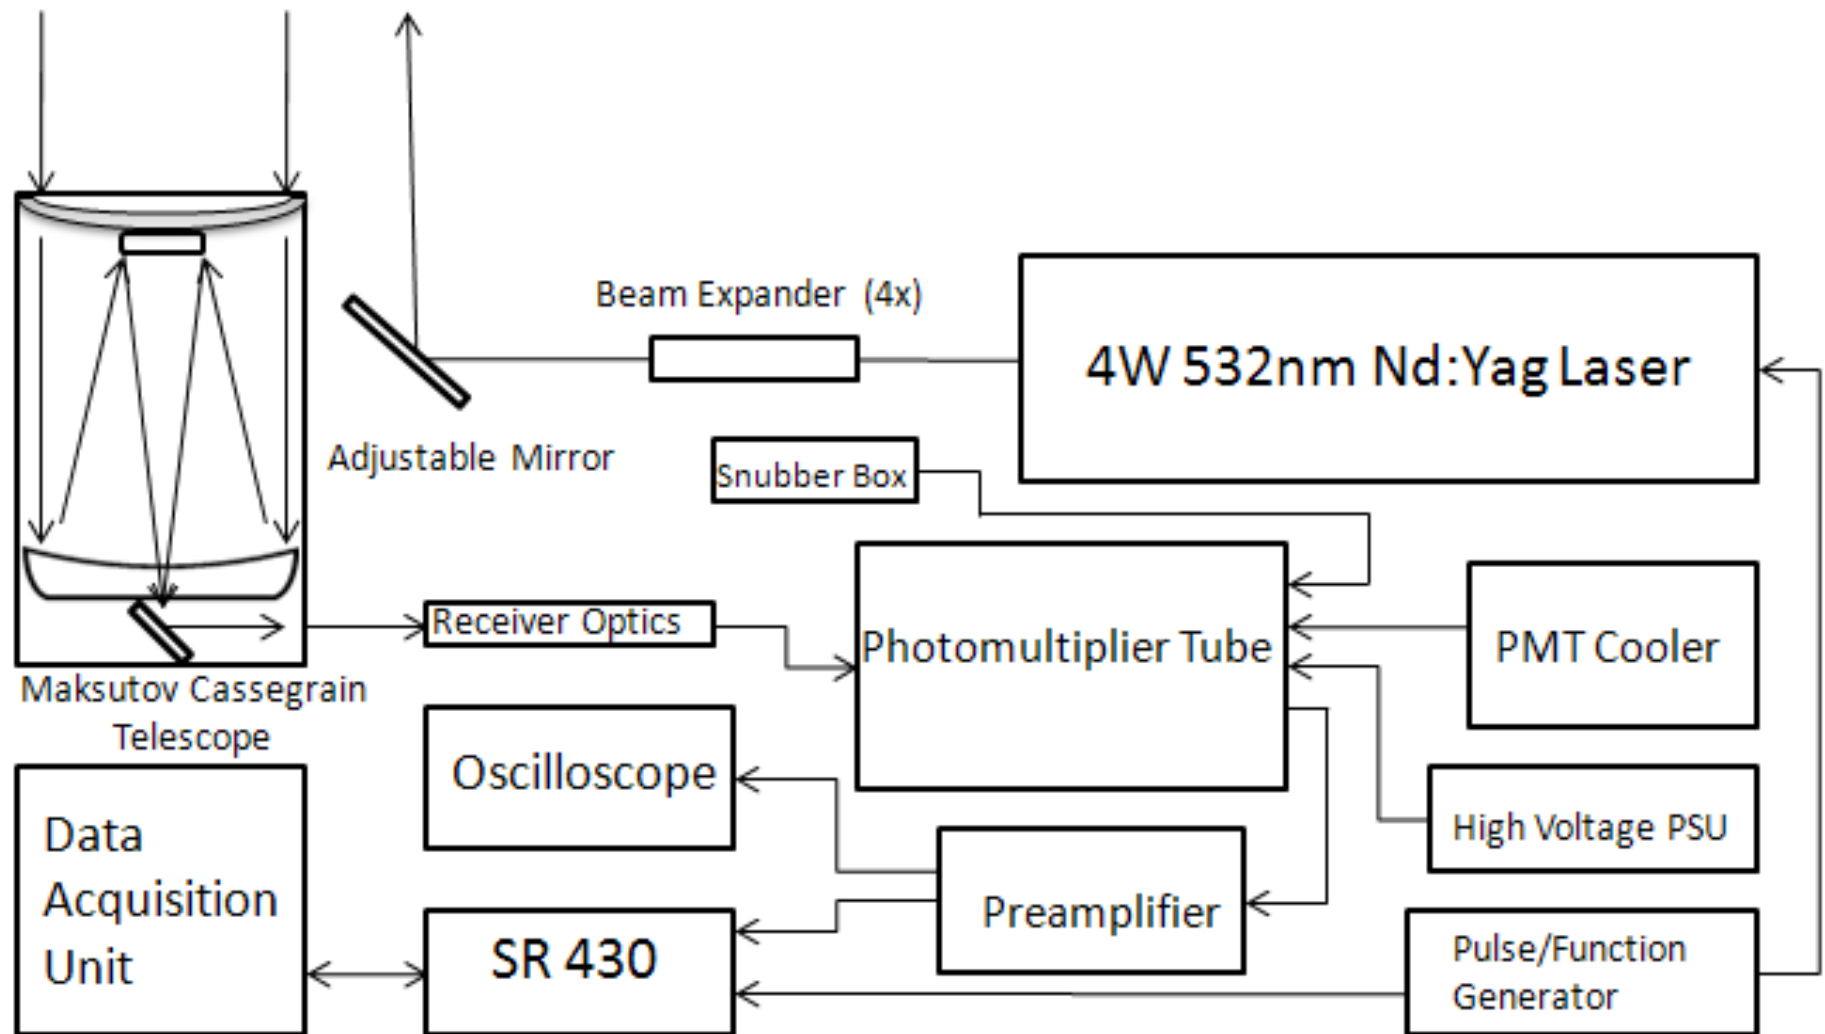 Beam Expander (4x)
4W 532nm Nd:Yag Laser
Adjustable Mirror
Snubber Box
Receiver Optics
Photomultiplier Tube
PMT Cooler
Maksutov Cassegrain
Telescope
Oscilloscope
High Voltage PSU
Data
Acquisition
Unit
Preamplifier
SR 430
Pulse/Function
Generator